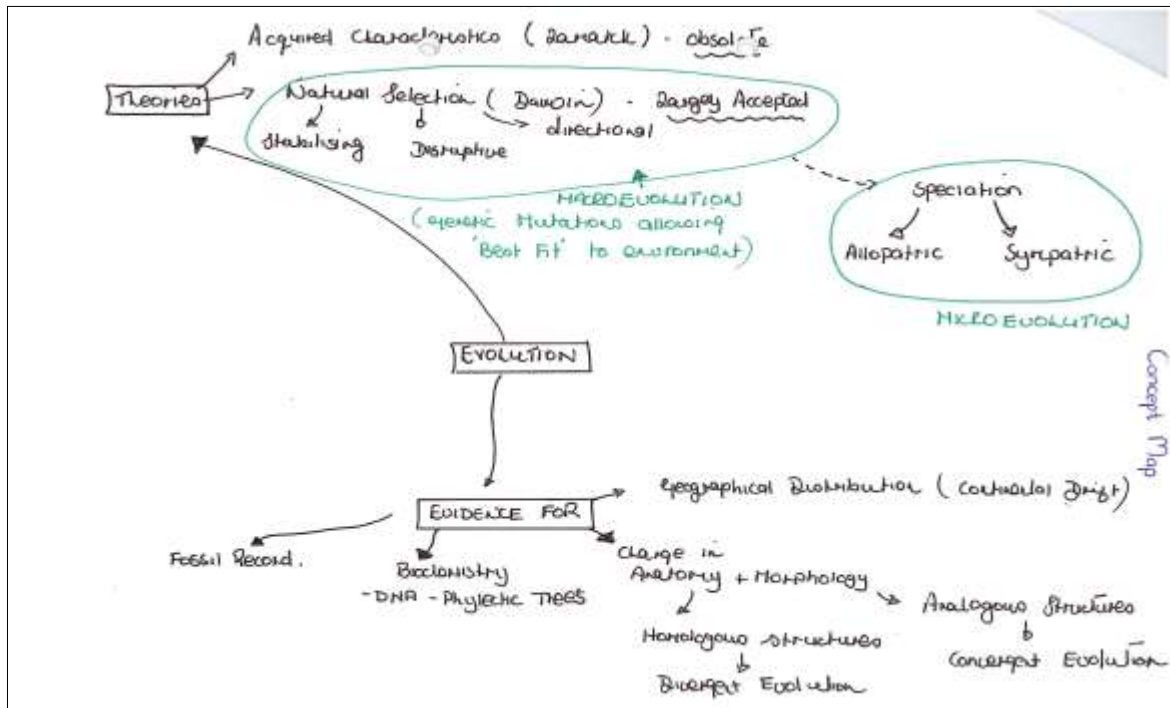 Acquired Characteristics (Lamarck) - obsolete
Theories
Natural Selection (Darwin) - Largely Accepted
Stabilising
Disruptive
directional
MACROEVOLUTION
(Genetic Mutations allowing
'Best Fit' to environment)
Speciation
Allopatric
Sympatric
MICROEVOLUTION
EVOLUTION
Concept Map
EVIDENCE FOR
Geographical Distribution (Continental Drift)
Fossil Record.
Biochemistry
-DNA - Phyletic Trees
Change in
Anatomy + Morphology
Homologous structures
Divergent Evolution
Analogous Structures
Convergent Evolution